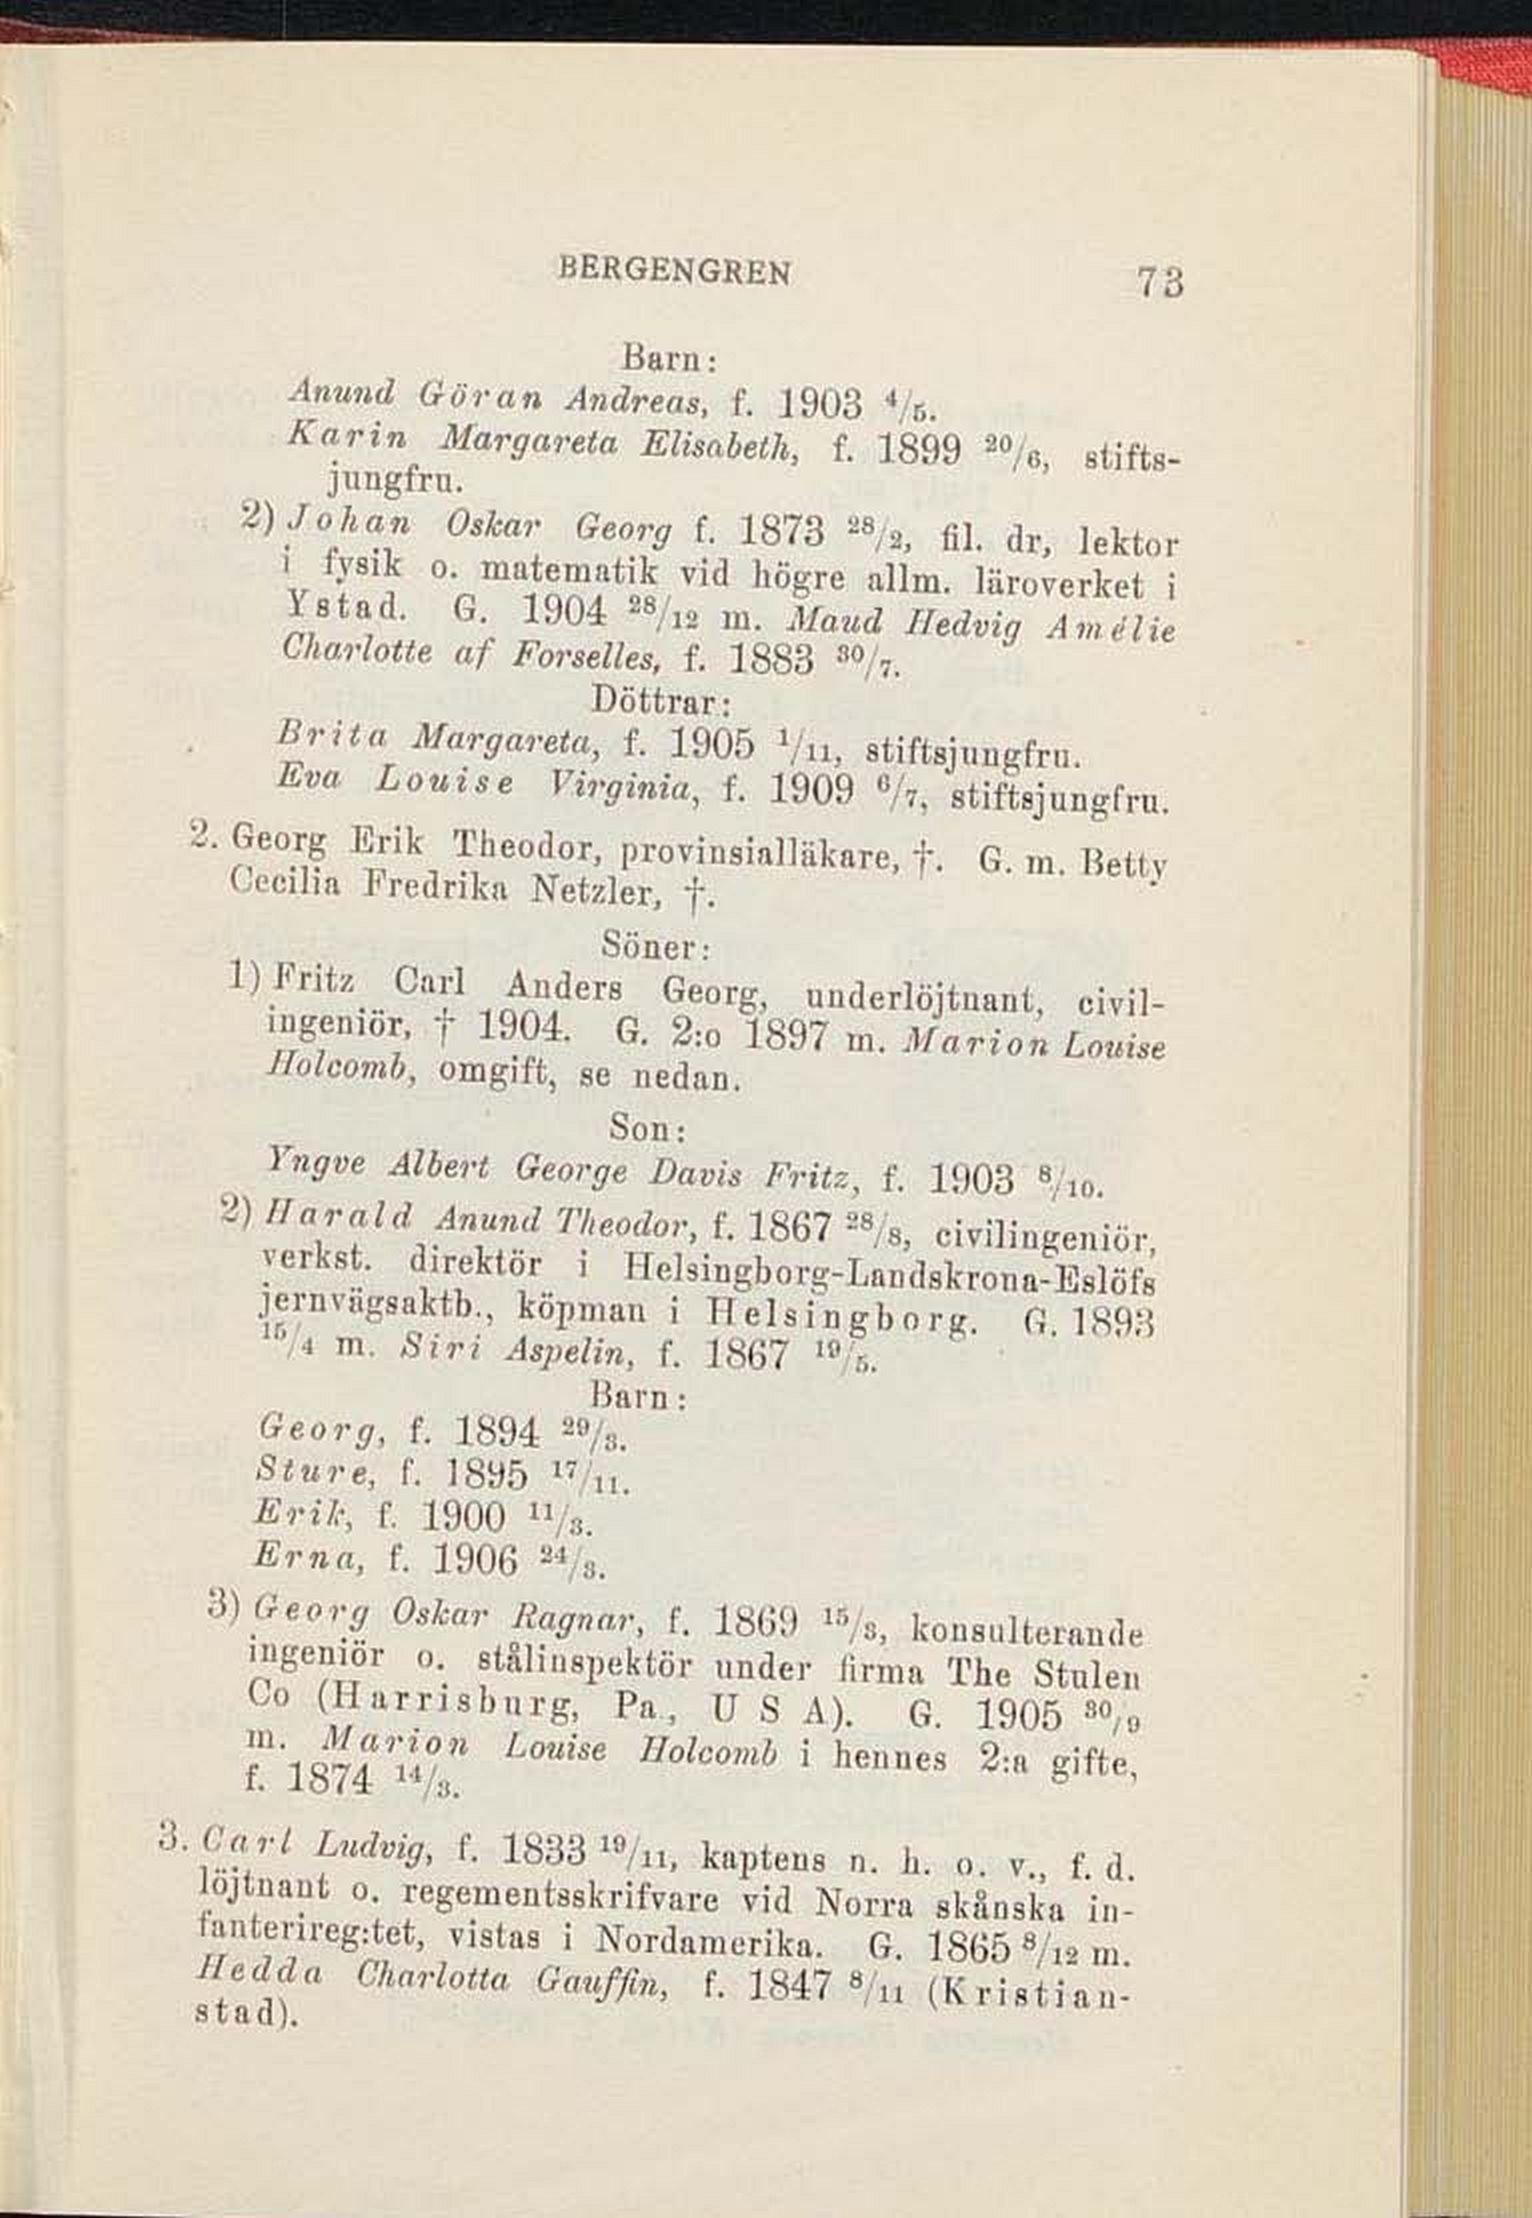 BERGENGREN 73
Barn:
Anund Göran Andreas, f. 1903 4/5.
Karin Margareta Elisabeth, f. 1899 20/6, stifts-
jungfru.
2) Johan Oskar Georg f. 1873 28/2, fil. dr, lektor
i fysik o. matematik vid högre allm. läroverket i
Ystad. G. 1904 28/12 m. Maud Hedvig Amélie
Charlotte af Forselles, f. 1883 30/7.
Döttrar:
Brita Margareta, f. 1905 1/11, stiftsjungfru.
Eva Louise Virginia, f. 1909 6/7, stiftsjungfru.
2. Georg Erik Theodor, provinsialläkare, †. G. m. Betty
Cecilia Fredrika Netzler, †.
Söner:
1) Fritz Carl Anders Georg, underlöjtnant, civil-
ingeniör, † 1904. G. 2:o 1897 m. Marion Louise
Holcomb, omgift, se nedan.
Son:
Yngve Albert George Davis Fritz, f. 1903 8/10.
2) Harald Anund Theodor, f. 1867 28/8, civilingeniör,
verkst. direktör i Helsingborg-Landskrona-Eslöfs
jernvägsaktb., köpman i Helsingborg. G. 1893
15/4 m. Siri Aspelin, f. 1867 19/5.
Barn:
Georg, f. 1894 29/3.
Sture, f. 1895 17/11.
Erik, f. 1900 11/3.
Erna, f. 1906 24/3.
3) Georg Oskar Ragnar, f. 1869 15/3, konsulterande
ingeniör o. stålinspektör under firma The Stulen
Co (Harrisburg, Pa., U S A). G. 1905 30/9
m. Marion Louise Holcomb i hennes 2:a gifte,
f. 1874 14/3.
3. Carl Ludvig, f. 1833 19/11, kaptens n. h. o. v., f. d.
löjtnant o. regementsskrifvare vid Norra skånska in-
fanterireg:tet, vistas i Nordamerika. G. 1865 8/12 m.
Hedda Charlotta Gauffin, f. 1847 8/11 (Kristian-
stad).